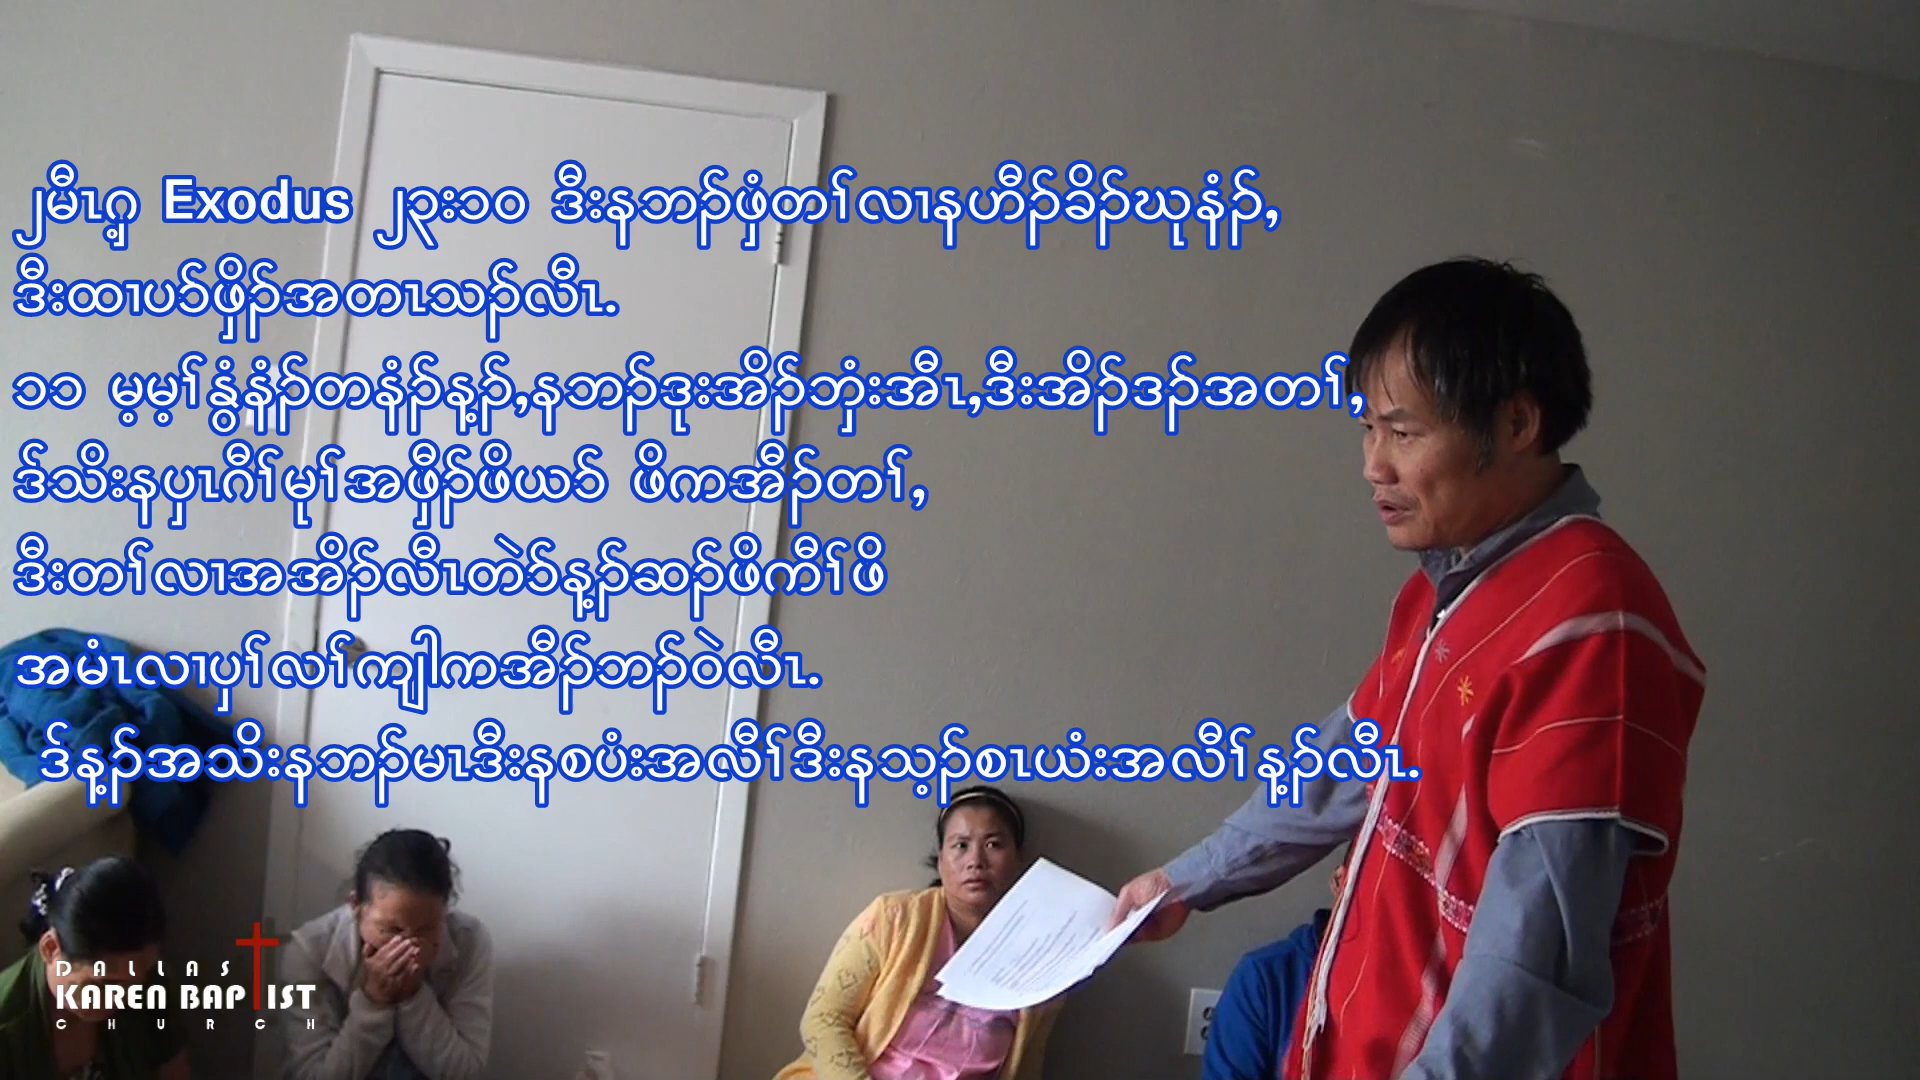 ၂မီၤဂ့ၤ Exodus ၂၃း၁၀ ဒီးနဘၣ်ဖှံတၢ်လၢနဟီၣ်ခိၣ်ဃုနံၣ်,
ဒီးထၢပာ်ဖှိၣ်အတၤသၣ်လီၤ.
၁၁ မ့မ့ၢ်နွံနံၣ်တနံၣ်န့ၣ်,နဘၣ်ဒုးအိၣ်ဘှံးအီၤ,ဒီးအိၣ်ဒၣ်အတၢ်,
ဒ်သိးနပှၤဂီၢ်မုၢ်အဖှီၣ်ဖိယာ် ဖိကအီၣ်တၢ်,
ဒီးတၢ်လၢအအိၣ်လီၤတဲာ်န့ၣ်ဆၣ်ဖိကီၢ်ဖိ
အမံၤလၢပှၢ်လၢ်ကျါကအီၣ်ဘၣ်ဝဲလီၤ.
ဒ်န့ၣ်အသိးနဘၣ်မၤဒီးနစပံးအလီၢ်ဒီးနသ့ၣ်စၤယံးအလီၢ်န့ၣ်လီၤ.
DALLAS
KAREN BAPTIST
CHURCH